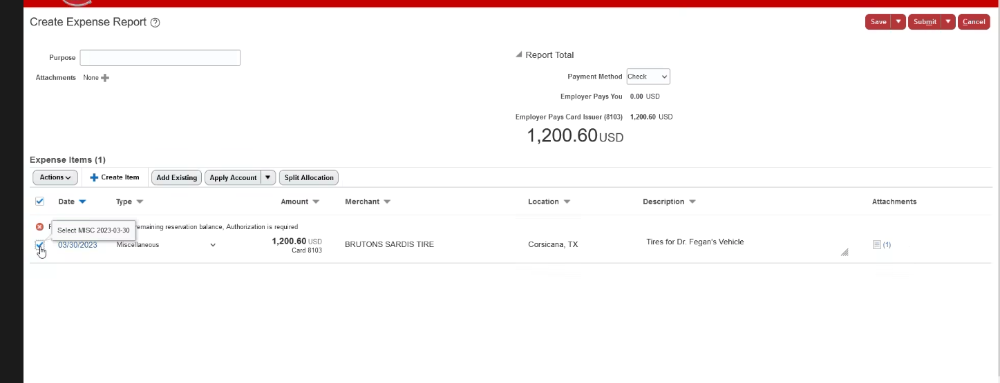 Create Expense Report ?
Save Submit Cancel
Purpose
Attachments None
Report Total
Payment Method Check
Employer Pays You 0.00 USD
Employer Pays Card Issuer (8103) 1,200.60 USD
1,200.60 USD
Expense Items (1)
Actions Create Item Add Existing Apply Account Split Allocation
Date Type Amount Merchant Location Description Attachments
remaining reservation balance, Authorization is required
Select MISC 2023-03-30
03/30/2023 Miscellaneous 1,200.60 USD BRUTONS SARDIS TIRE Corsicana, TX Tires for Dr. Fegan's Vehicle (1)
Card 8103